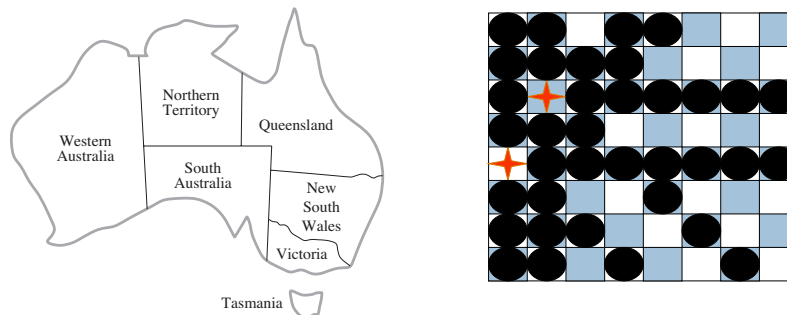 Northern
Territory
Western
Australia
Queensland
South
Australia
New
South
Wales
Victoria
Tasmania